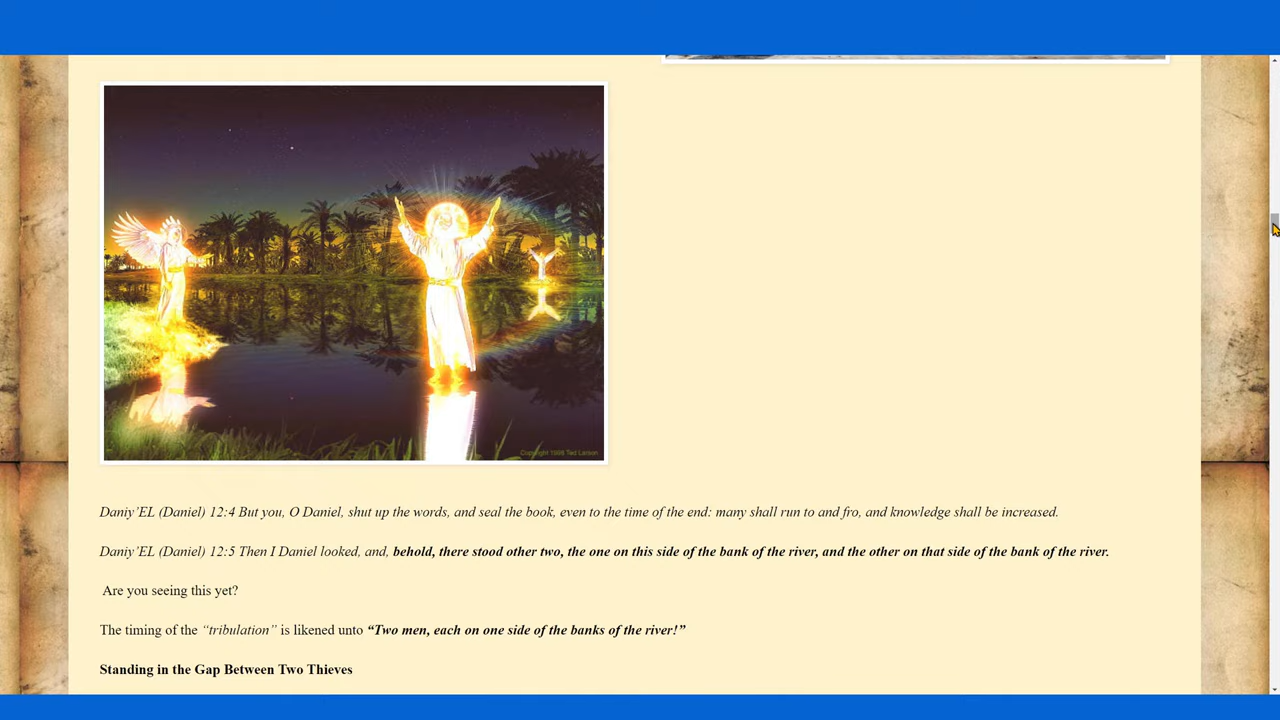 Copyright 1998 Ted Larson
Daniy’EL (Daniel) 12:4 But you, O Daniel, shut up the words, and seal the book, even to the time of the end: many shall run to and fro, and knowledge shall be increased.
Daniy’EL (Daniel) 12:5 Then I Daniel looked, and, behold, there stood other two, the one on this side of the bank of the river, and the other on that side of the bank of the river.
Are you seeing this yet?
The timing of the “tribulation” is likened unto “Two men, each on one side of the banks of the river!”
Standing in the Gap Between Two Thieves